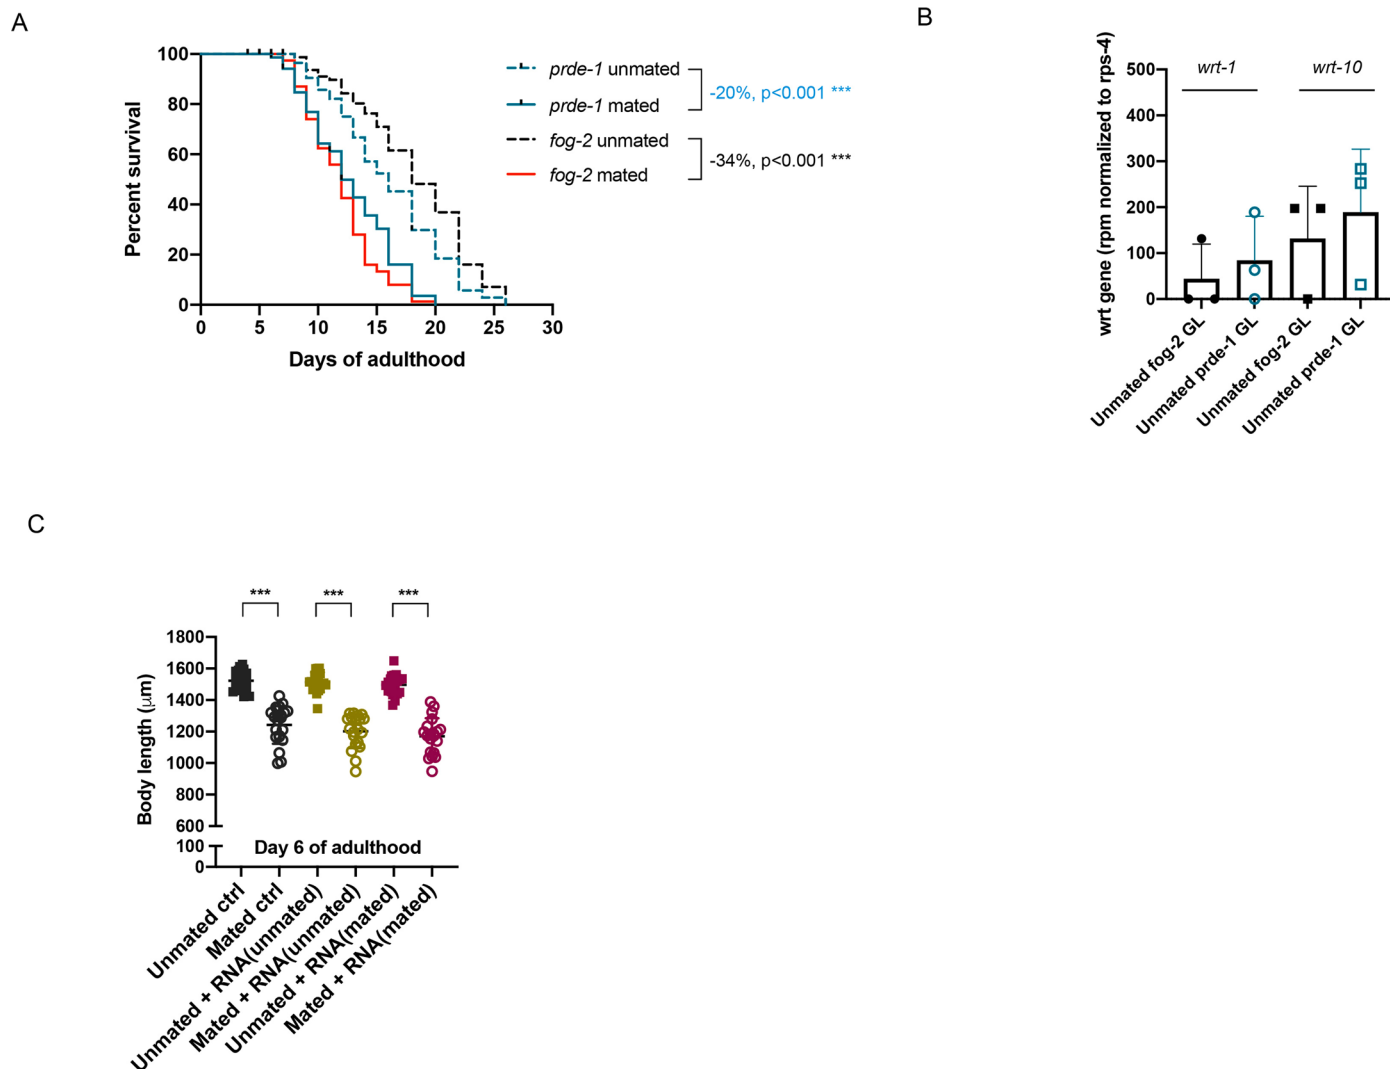 A
100
80
60
40
20
0
0 5 10 15 20 25 30
Percent survival
Days of adulthood
prde-1 unmated
prde-1 mated
-20%, p<0.001 ***
fog-2 unmated
fog-2 mated
-34%, p<0.001 ***
B
wrt gene (rpm normalized to rps-4)
wrt-1 wrt-10
500
400
300
200
100
0
Unmated fog-2 GL
Unmated prde-1 GL
Unmated fog-2 GL
Unmated prde-1 GL
C
*** *** ***
Body length (μm)
1800
1600
1400
1200
1000
800
600
100
0
Day 6 of adulthood
Unmated ctrl
Mated ctrl
Unmated + RNA(unmated)
Mated + RNA(unmated)
Unmated + RNA(mated)
Mated + RNA(mated)